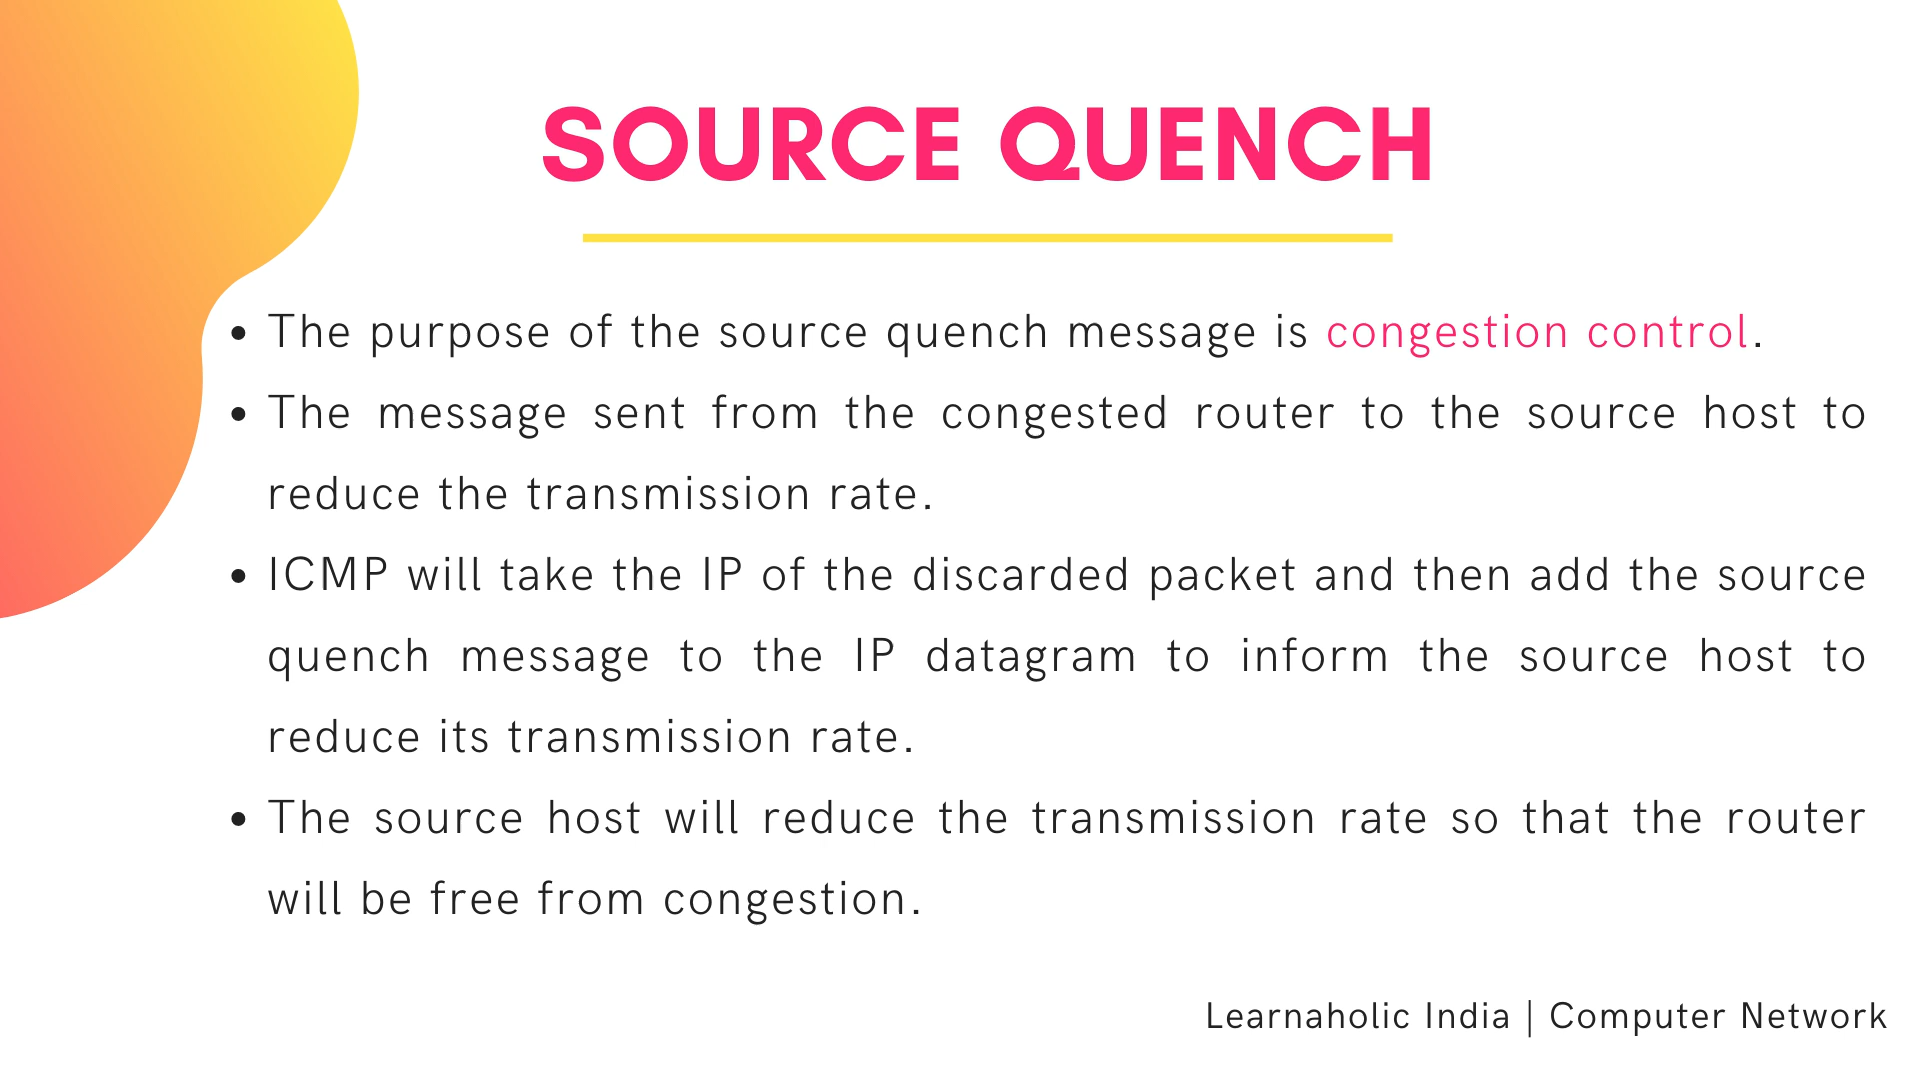 SOURCE QUENCH
• The purpose of the source quench message is congestion control.
• The message sent from the congested router to the source host to
reduce the transmission rate.
• ICMP will take the IP of the discarded packet and then add the source
quench message to the IP datagram to inform the source host to
reduce its transmission rate.
• The source host will reduce the transmission rate so that the router
will be free from congestion.
Learnaholic India | Computer Network